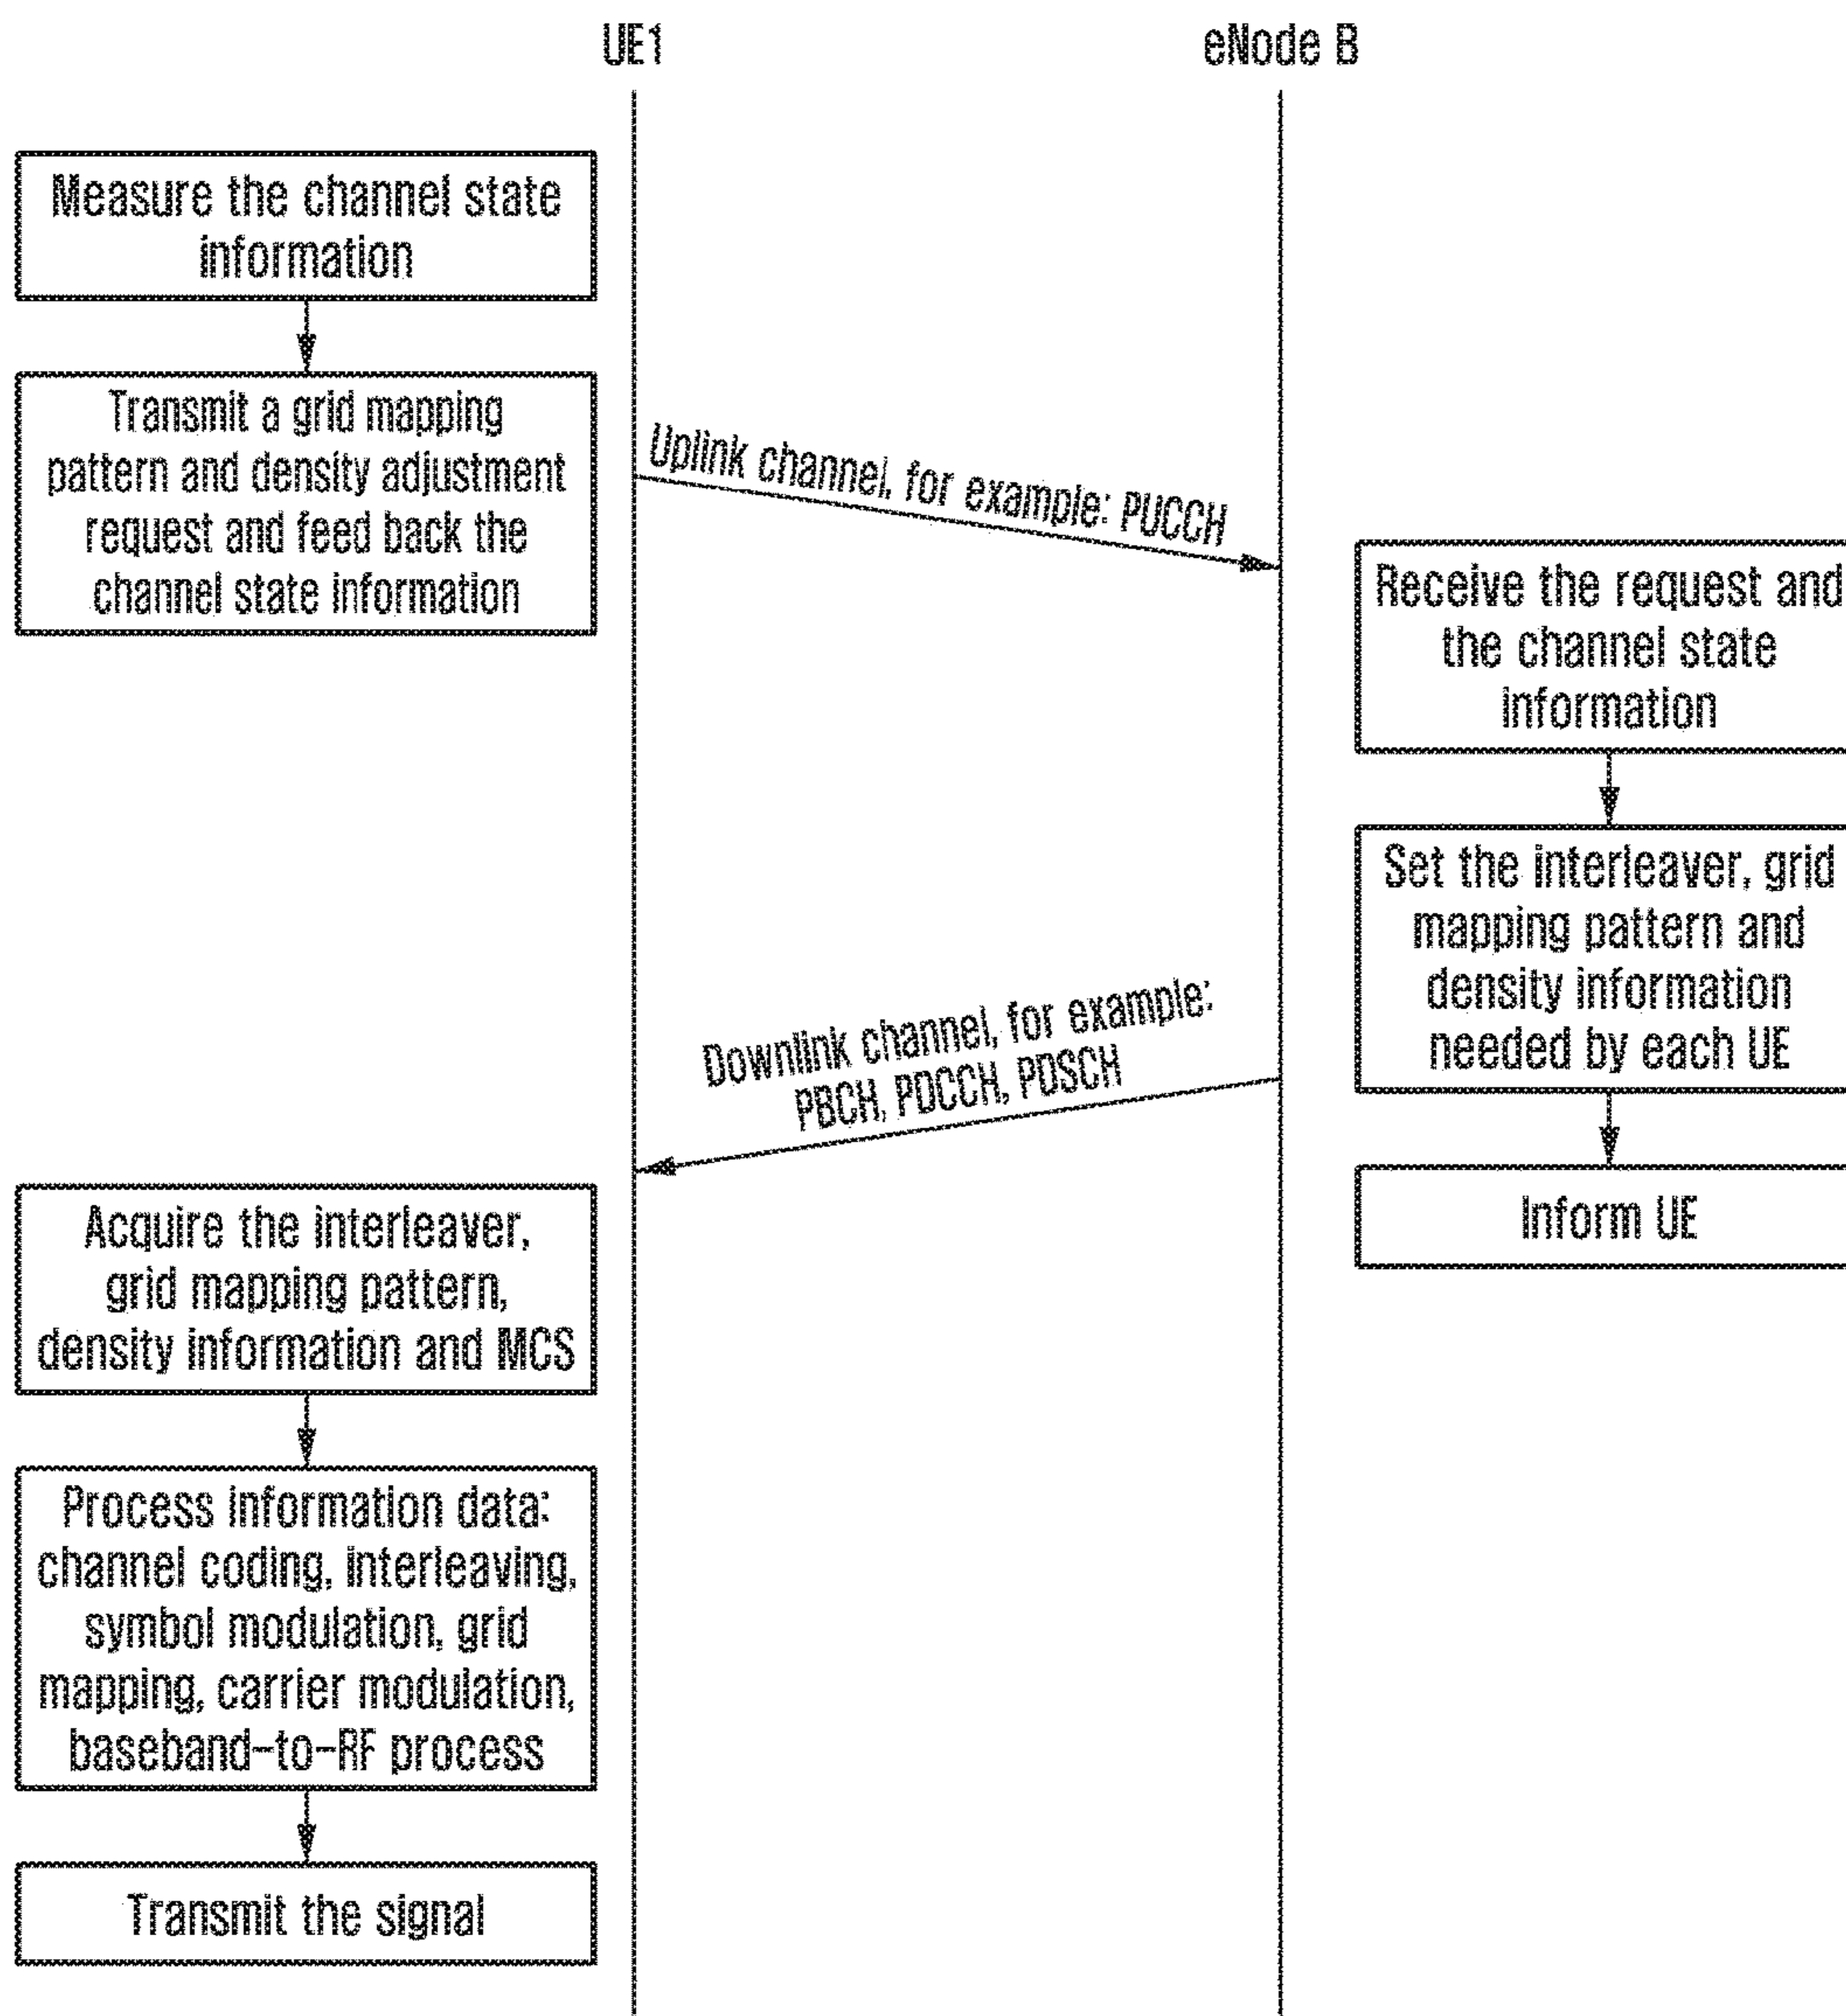 UE1
eNode B
Measure the channel state
information
Transmit a grid mapping
pattern and density adjustment
request and feed back the
channel state information
Uplink channel, for example: PUCCH
Receive the request and
the channel state
information
Set the interleaver, grid
mapping pattern and
density information
needed by each UE
Downlink channel, for example:
PBCH, PDCCH, PDSCH
Inform UE
Acquire the interleaver,
grid mapping pattern,
density information and MCS
Process information data:
channel coding, interleaving,
symbol modulation, grid
mapping, carrier modulation,
baseband-to-RF process
Transmit the signal